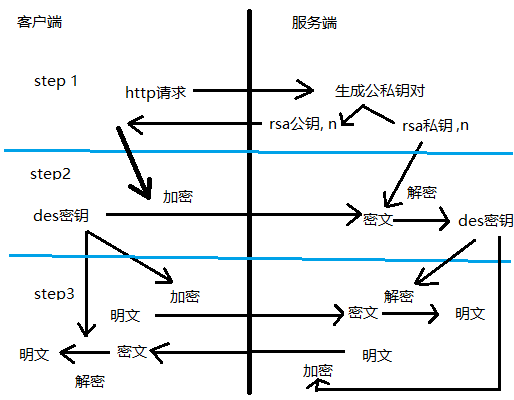 客户端
服务端
step 1
http请求
生成公私钥对
rsa公钥, n
rsa私钥 ,n
step2
加密
解密
des密钥
密文
des密钥
step3
加密
解密
明文
密文
明文
明文
密文
明文
解密
加密